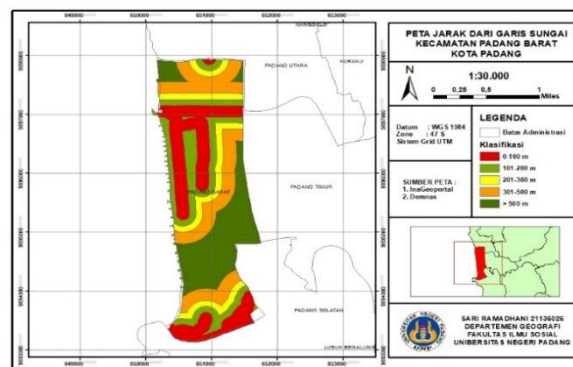 PETA JARAK DARI GARIS SUNGAI
KECAMATAN PADANG BARAT
KOTA PADANG
N
1:30.000
0 0,25 0,5 1
Miles
Datum : WGS 1984
Zone : 47 S
Sistem Grid UTM
SUMBER PETA :
1. InaGeoportal
2. Demnas
LEGENDA
Batas Administrasi
Klasifikasi
0-100 m
101-200 m
201-300 m
301-500 m
> 500 m
SARI RAMADHANI 21136026
DEPARTEMEN GEOGRAFI
FAKULTAS ILMU SOSIAL
UNIBERSITAS NEGERI PADANG
PADANG UTARA
KURANJI
PADANG BARAT
PADANG TIMUR
PADANG SELATAN